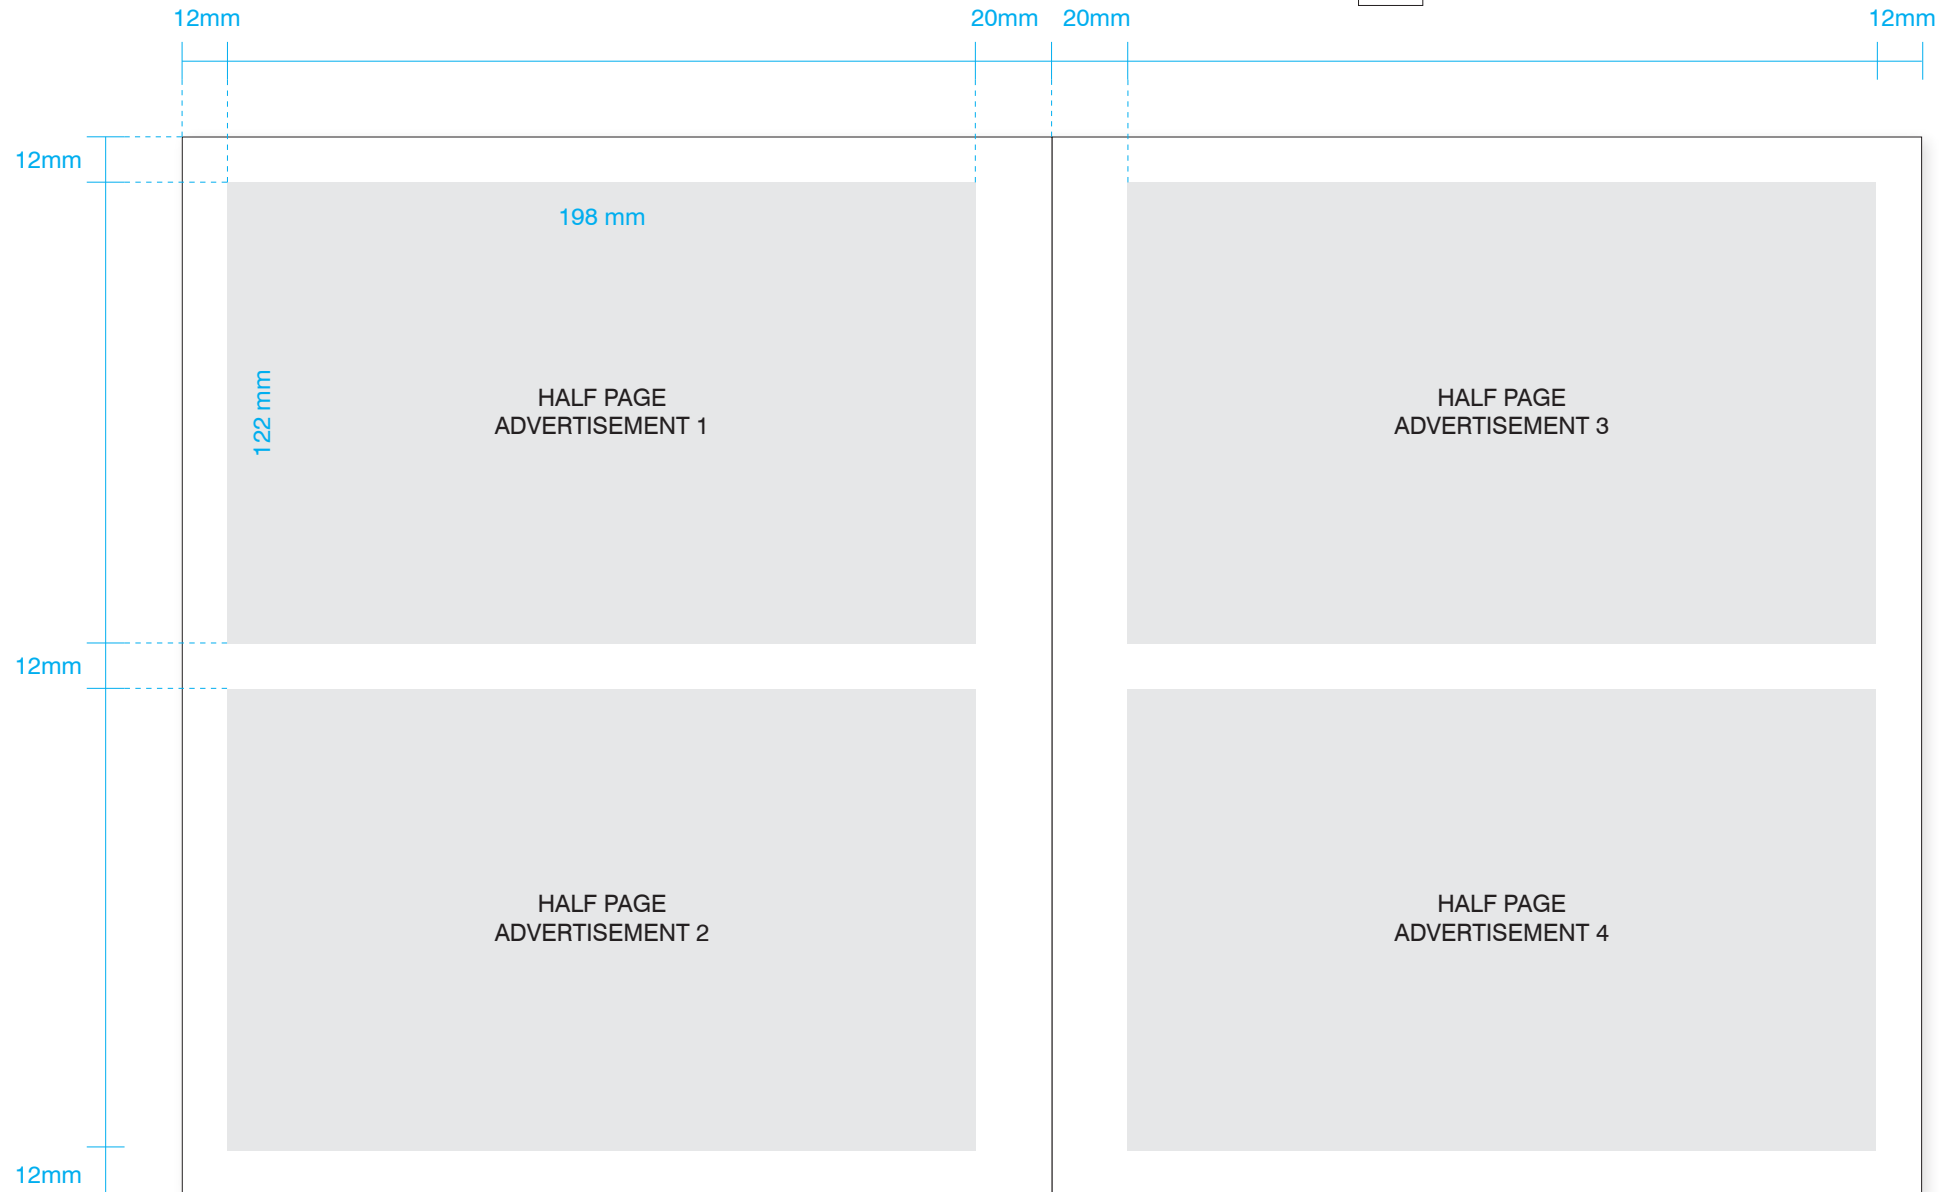 12mm
20mm
20mm
12mm
12mm
198 mm
122 mm
HALF PAGE
ADVERTISEMENT 1
HALF PAGE
ADVERTISEMENT 3
12mm
HALF PAGE
ADVERTISEMENT 2
HALF PAGE
ADVERTISEMENT 4
12mm